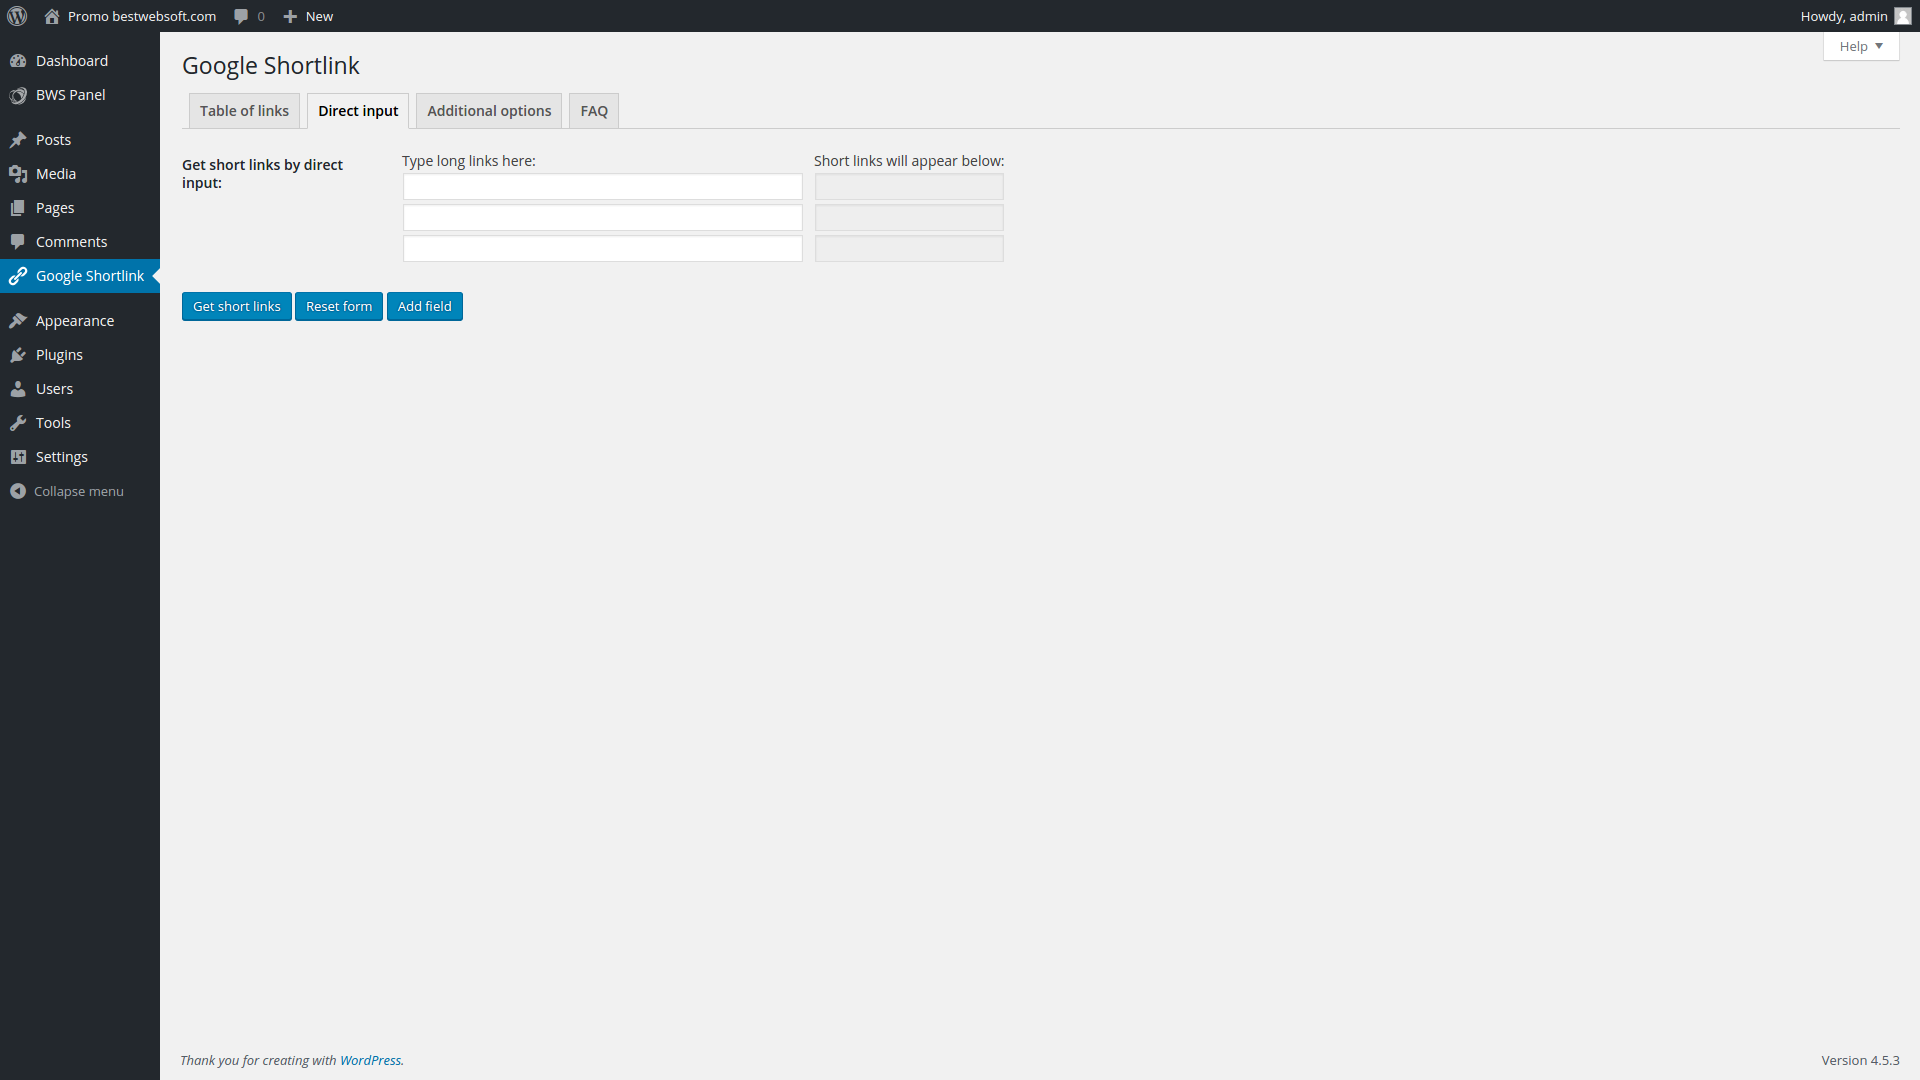 Promo bestwebsoft.com
0
New
Howdy, admin
Help
Dashboard
BWS Panel
Posts
Media
Pages
Comments
Google Shortlink
Appearance
Plugins
Users
Tools
Settings
Collapse menu
Google Shortlink
Table of links
Direct input
Additional options
FAQ
Get short links by direct
input:
Type long links here:
Short links will appear below:
Get short links
Reset form
Add field
Thank you for creating with WordPress.
Version 4.5.3